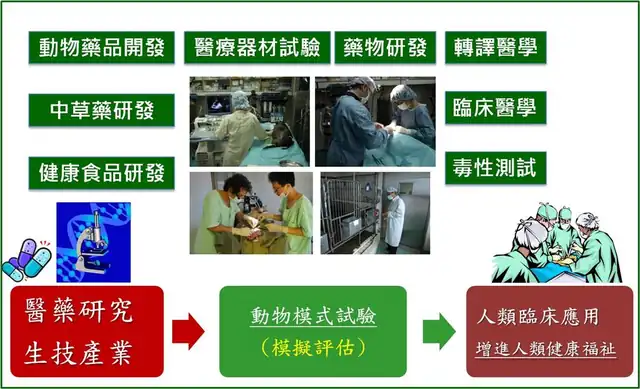 動物藥品開發
醫療器材試驗
藥物研發
轉譯醫學
中草藥研發
臨床醫學
健康食品研發
毒性測試
醫藥研究
生技產業
動物模式試驗
（模擬評估）
人類臨床應用
增進人類健康福祉